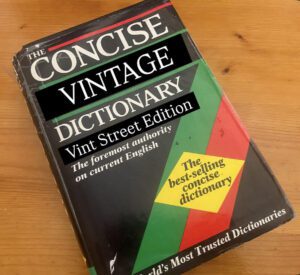 THE
CONCISE
VINTAGE
DICTIONARY
Vint Street Edition
The foremost authority
on current English
The
best-selling
concise
dictionary
World's Most Trusted Dictionaries